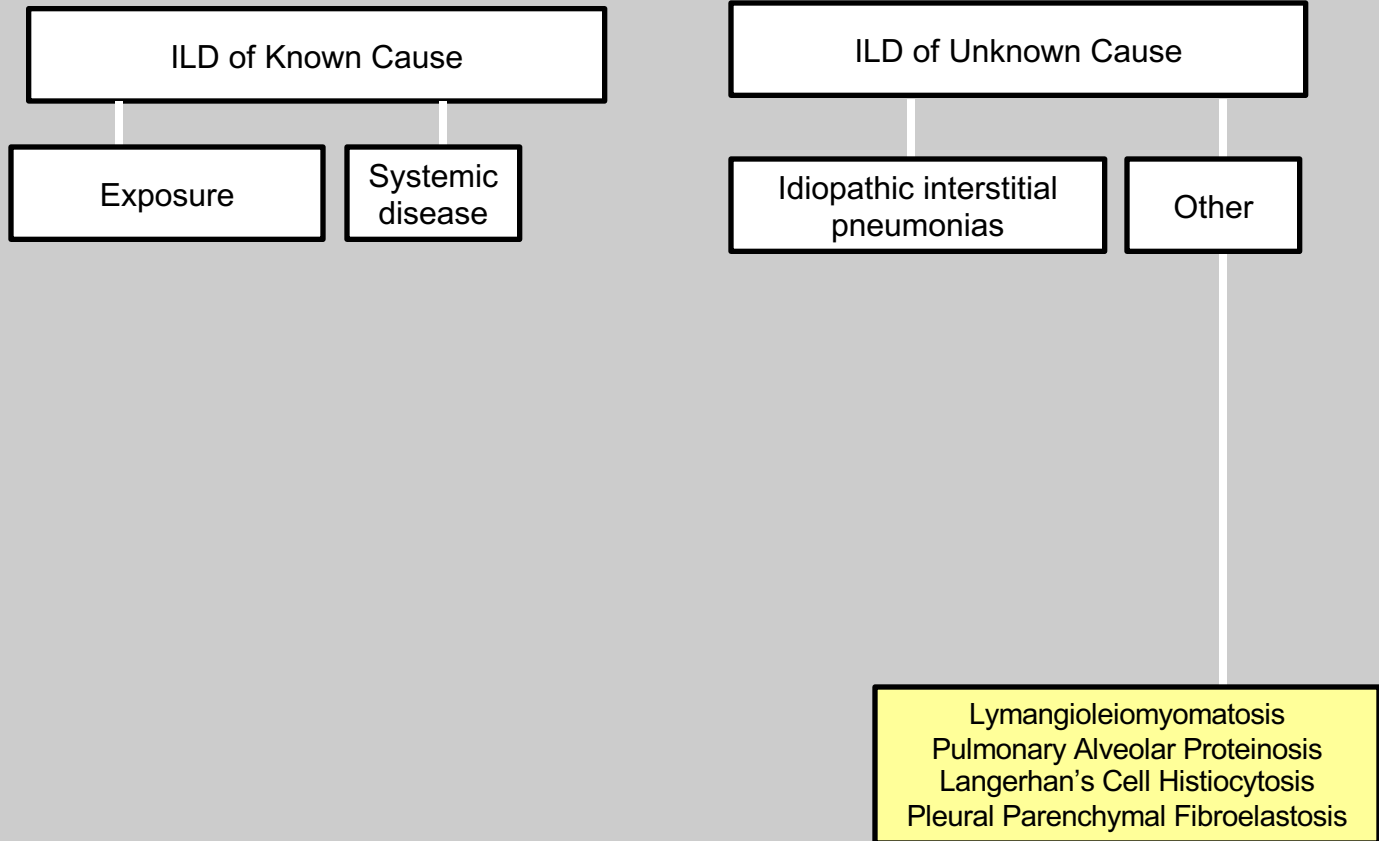 ILD of Known Cause
ILD of Unknown Cause
Exposure
Systemic
disease
Idiopathic interstitial
pneumonias
Other
Lymangioleiomyomatosis
Pulmonary Alveolar Proteinosis
Langerhan’s Cell Histiocytosis
Pleural Parenchymal Fibroelastosis